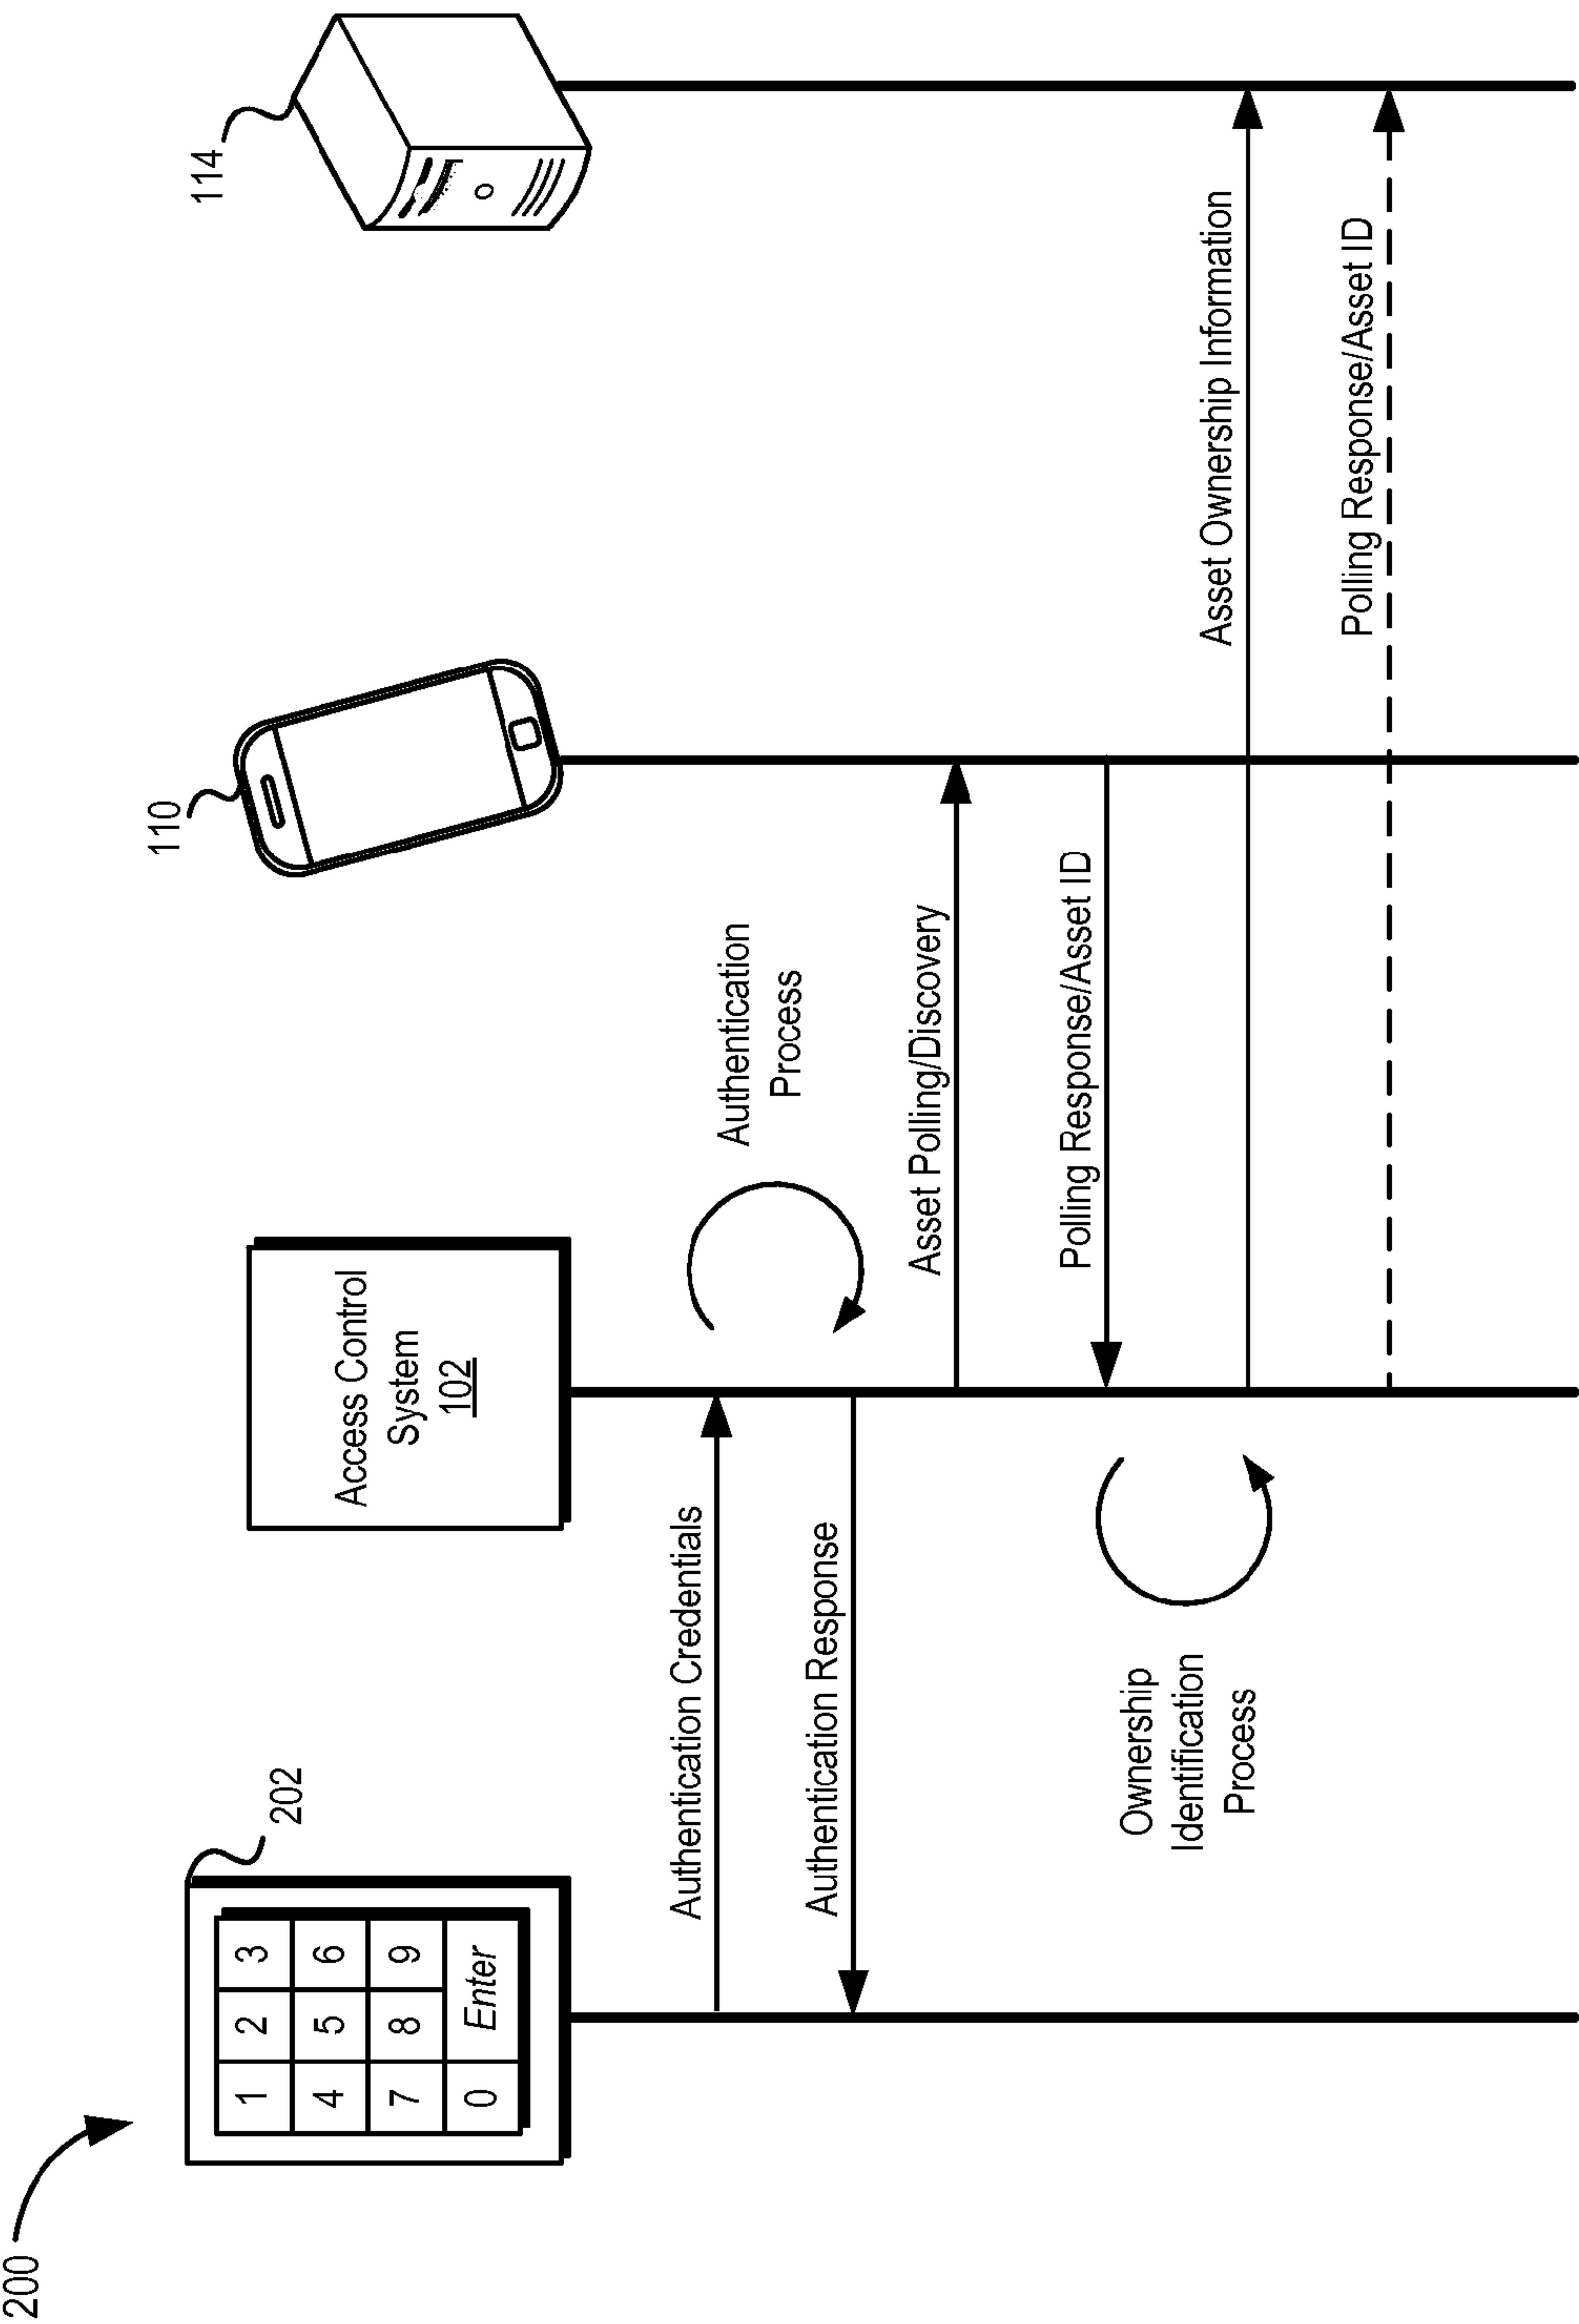 200
202
1 2 3
4 5 6
7 8 9
0 Enter
Access Control
System
102
110
114
Authentication Credentials
Authentication
Process
Authentication Response
Asset Polling/Discovery
Polling Response/Asset ID
Ownership
Identification
Process
Asset Ownership Information
Polling Response/Asset ID